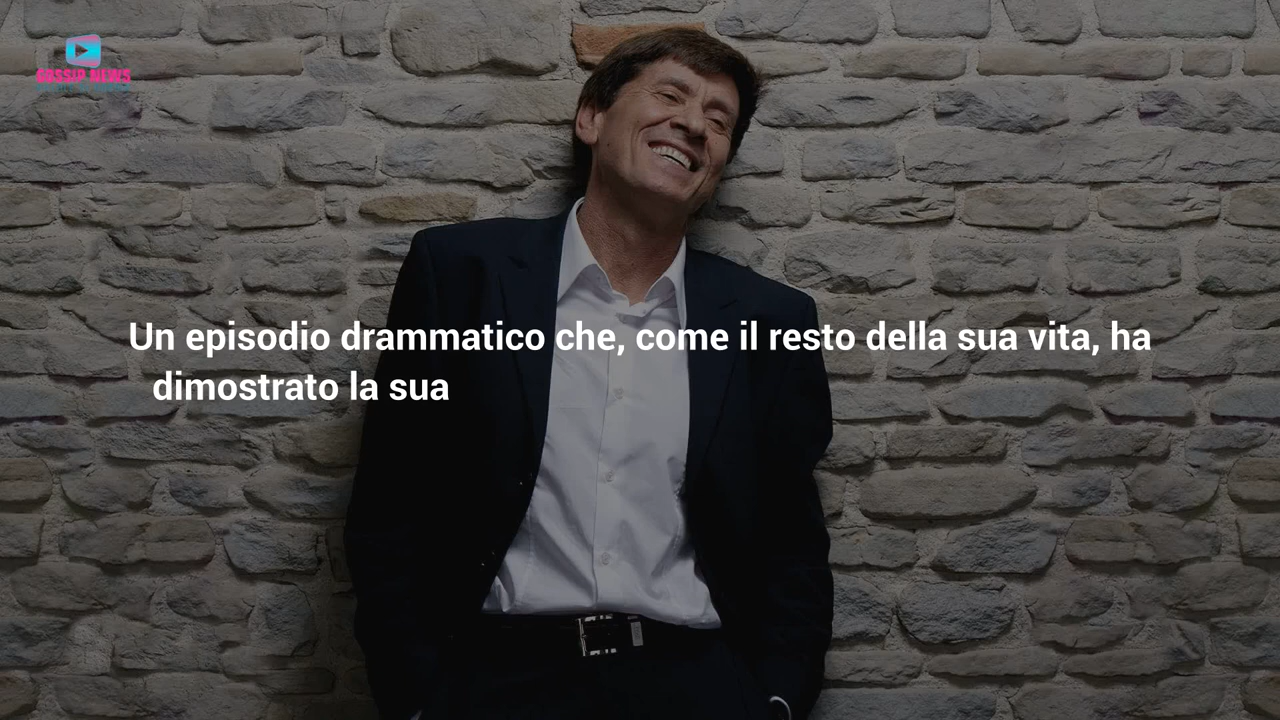 GOSSIP NEWS
Un episodio drammatico che, come il resto della sua vita, ha
dimostrato la sua